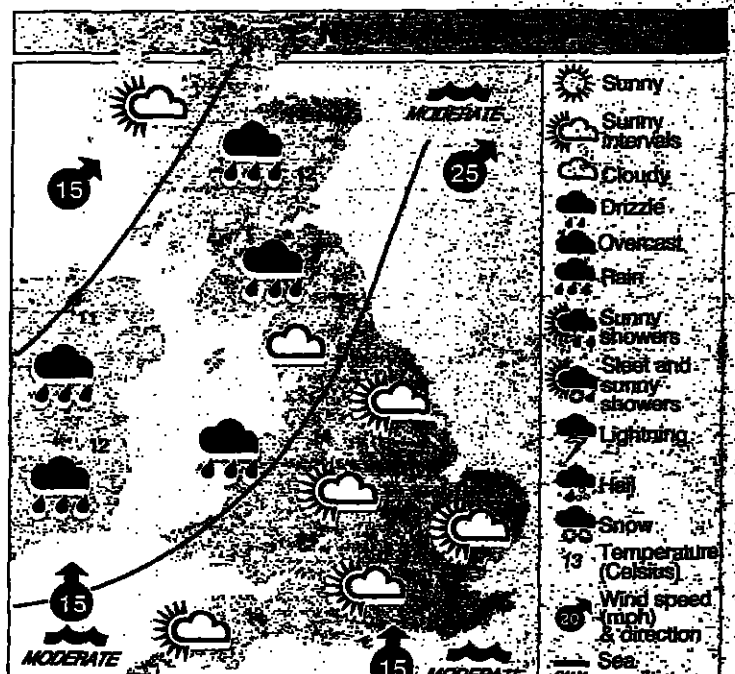 MODERATE
15
25
12
11
12
15
MODERATE
15
MODERATE
Sunny
Sunny
intervals
Cloudy
Drizzle
Overcast
Rain
Sunny
showers
Sleet and
sunny
showers
Lightning
Hail
Snow
13 Temperature
(Celsius)
20 Wind speed
(mph)
& direction
Sea